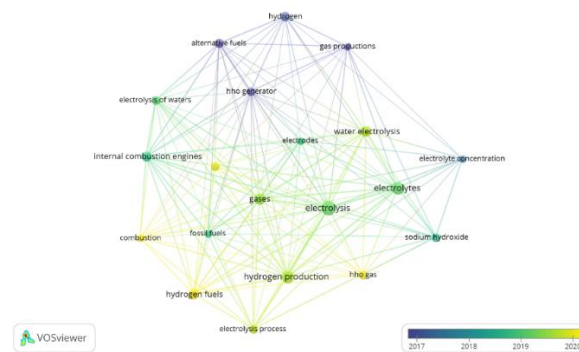 hydrogen
alternative fuels
gas productions
hho generator
electrolysis of waters
water electrolysis
electrodes
internal combustion engines
electrolyte concentration
electrolytes
gases
electrolysis
combustion
fossil fuels
sodium hydroxide
hydrogen production
hho gas
hydrogen fuels
electrolysis process
VOSviewer
2017 2018 2019 2020